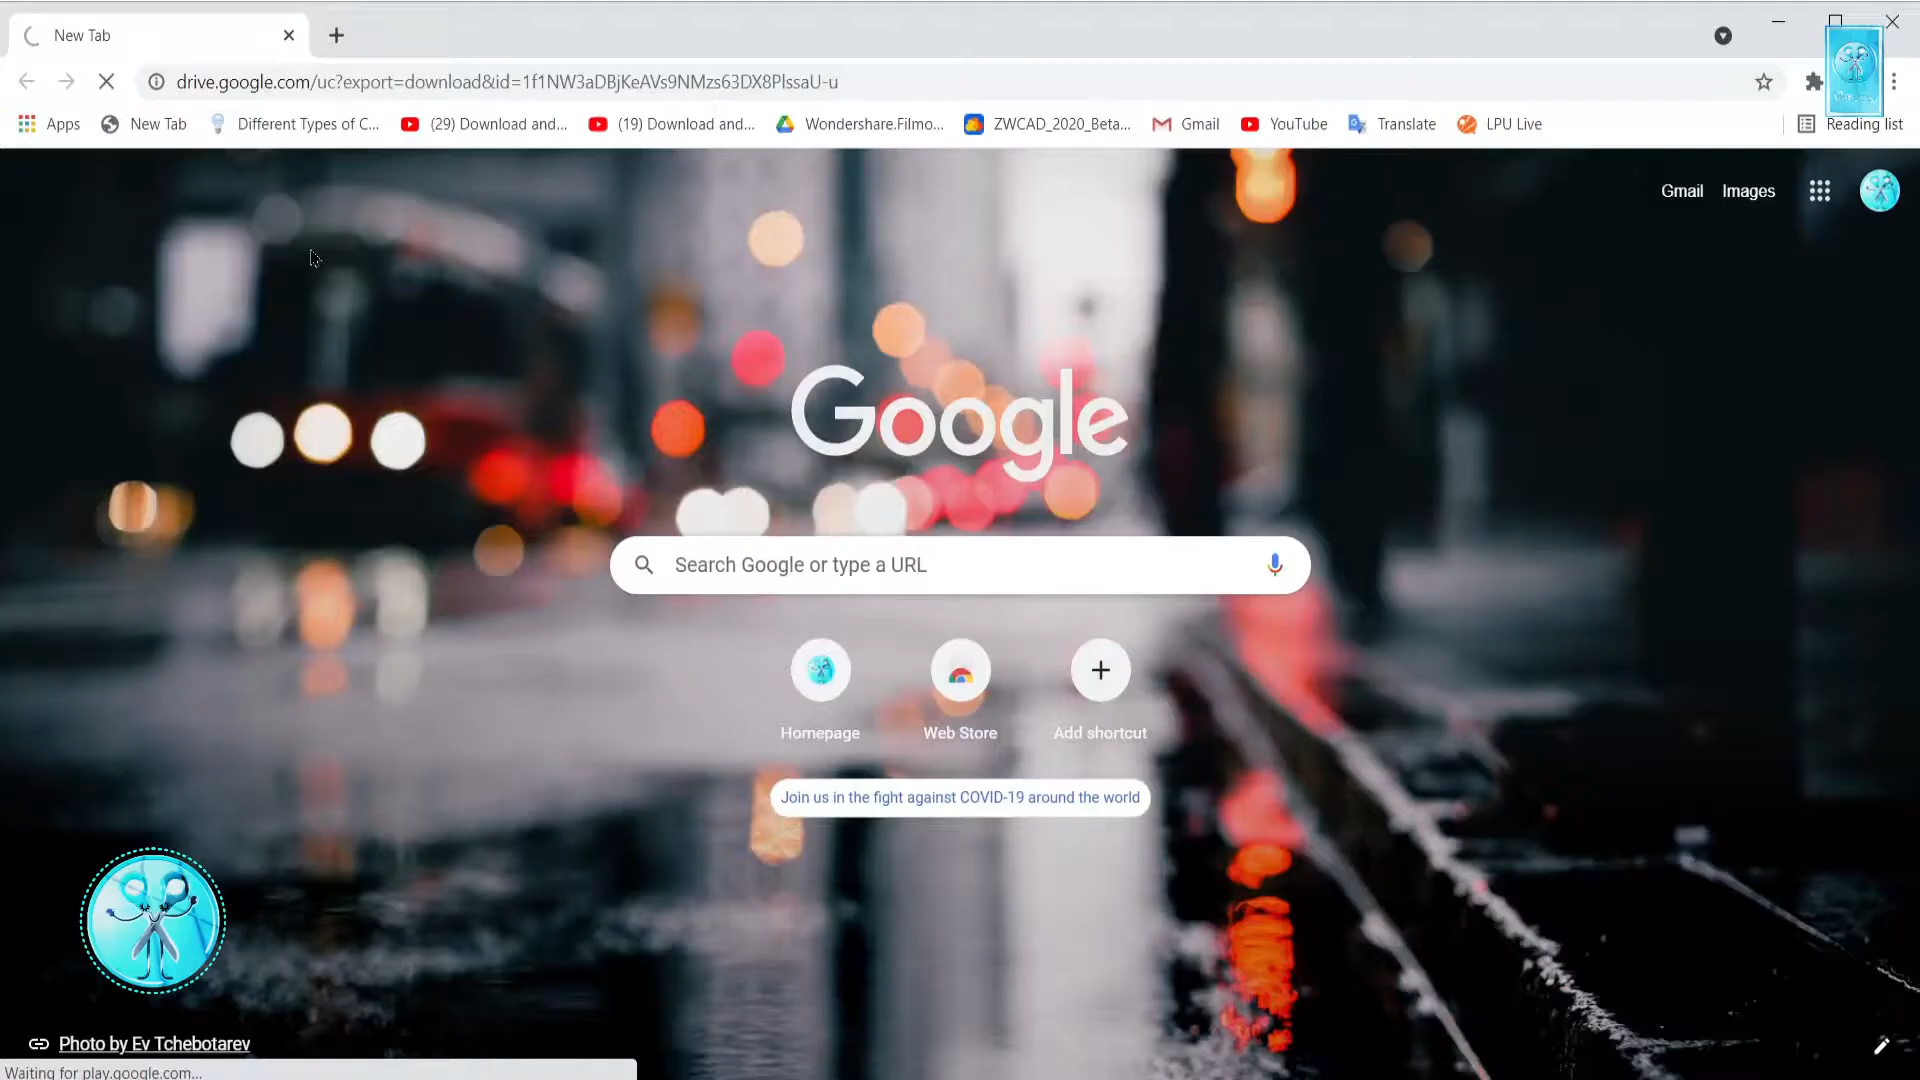 New Tab
drive.google.com/uc?export=download&id=1f1NW3aDBjKeAVs9NMzs63DX8PlssaU-u
Apps New Tab Different Types of C... (29) Download and... (19) Download and... Wondershare.Filmo... ZWCAD_2020_Beta... Gmail YouTube Translate LPU Live Reading list
Gmail Images
Google
Search Google or type a URL
Homepage Web Store Add shortcut
Join us in the fight against COVID-19 around the world
Photo by Ev Tchebotarev
Waiting for play.google.com...